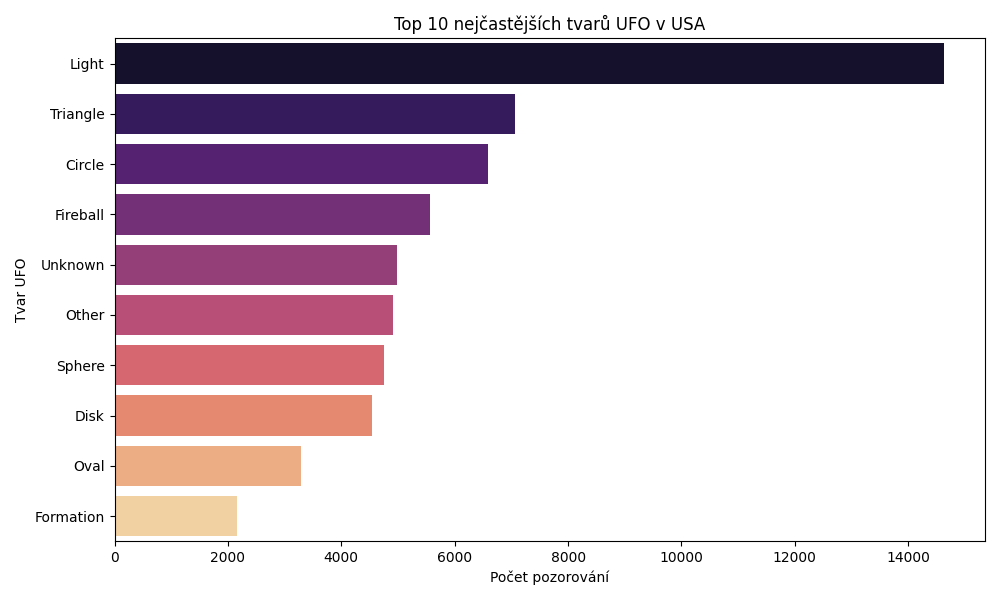 Top 10 nejčastějších tvarů UFO v USA
Tvar UFO
Light
Triangle
Circle
Fireball
Unknown
Other
Sphere
Disk
Oval
Formation
0 2000 4000 6000 8000 10000 12000 14000
Počet pozorování